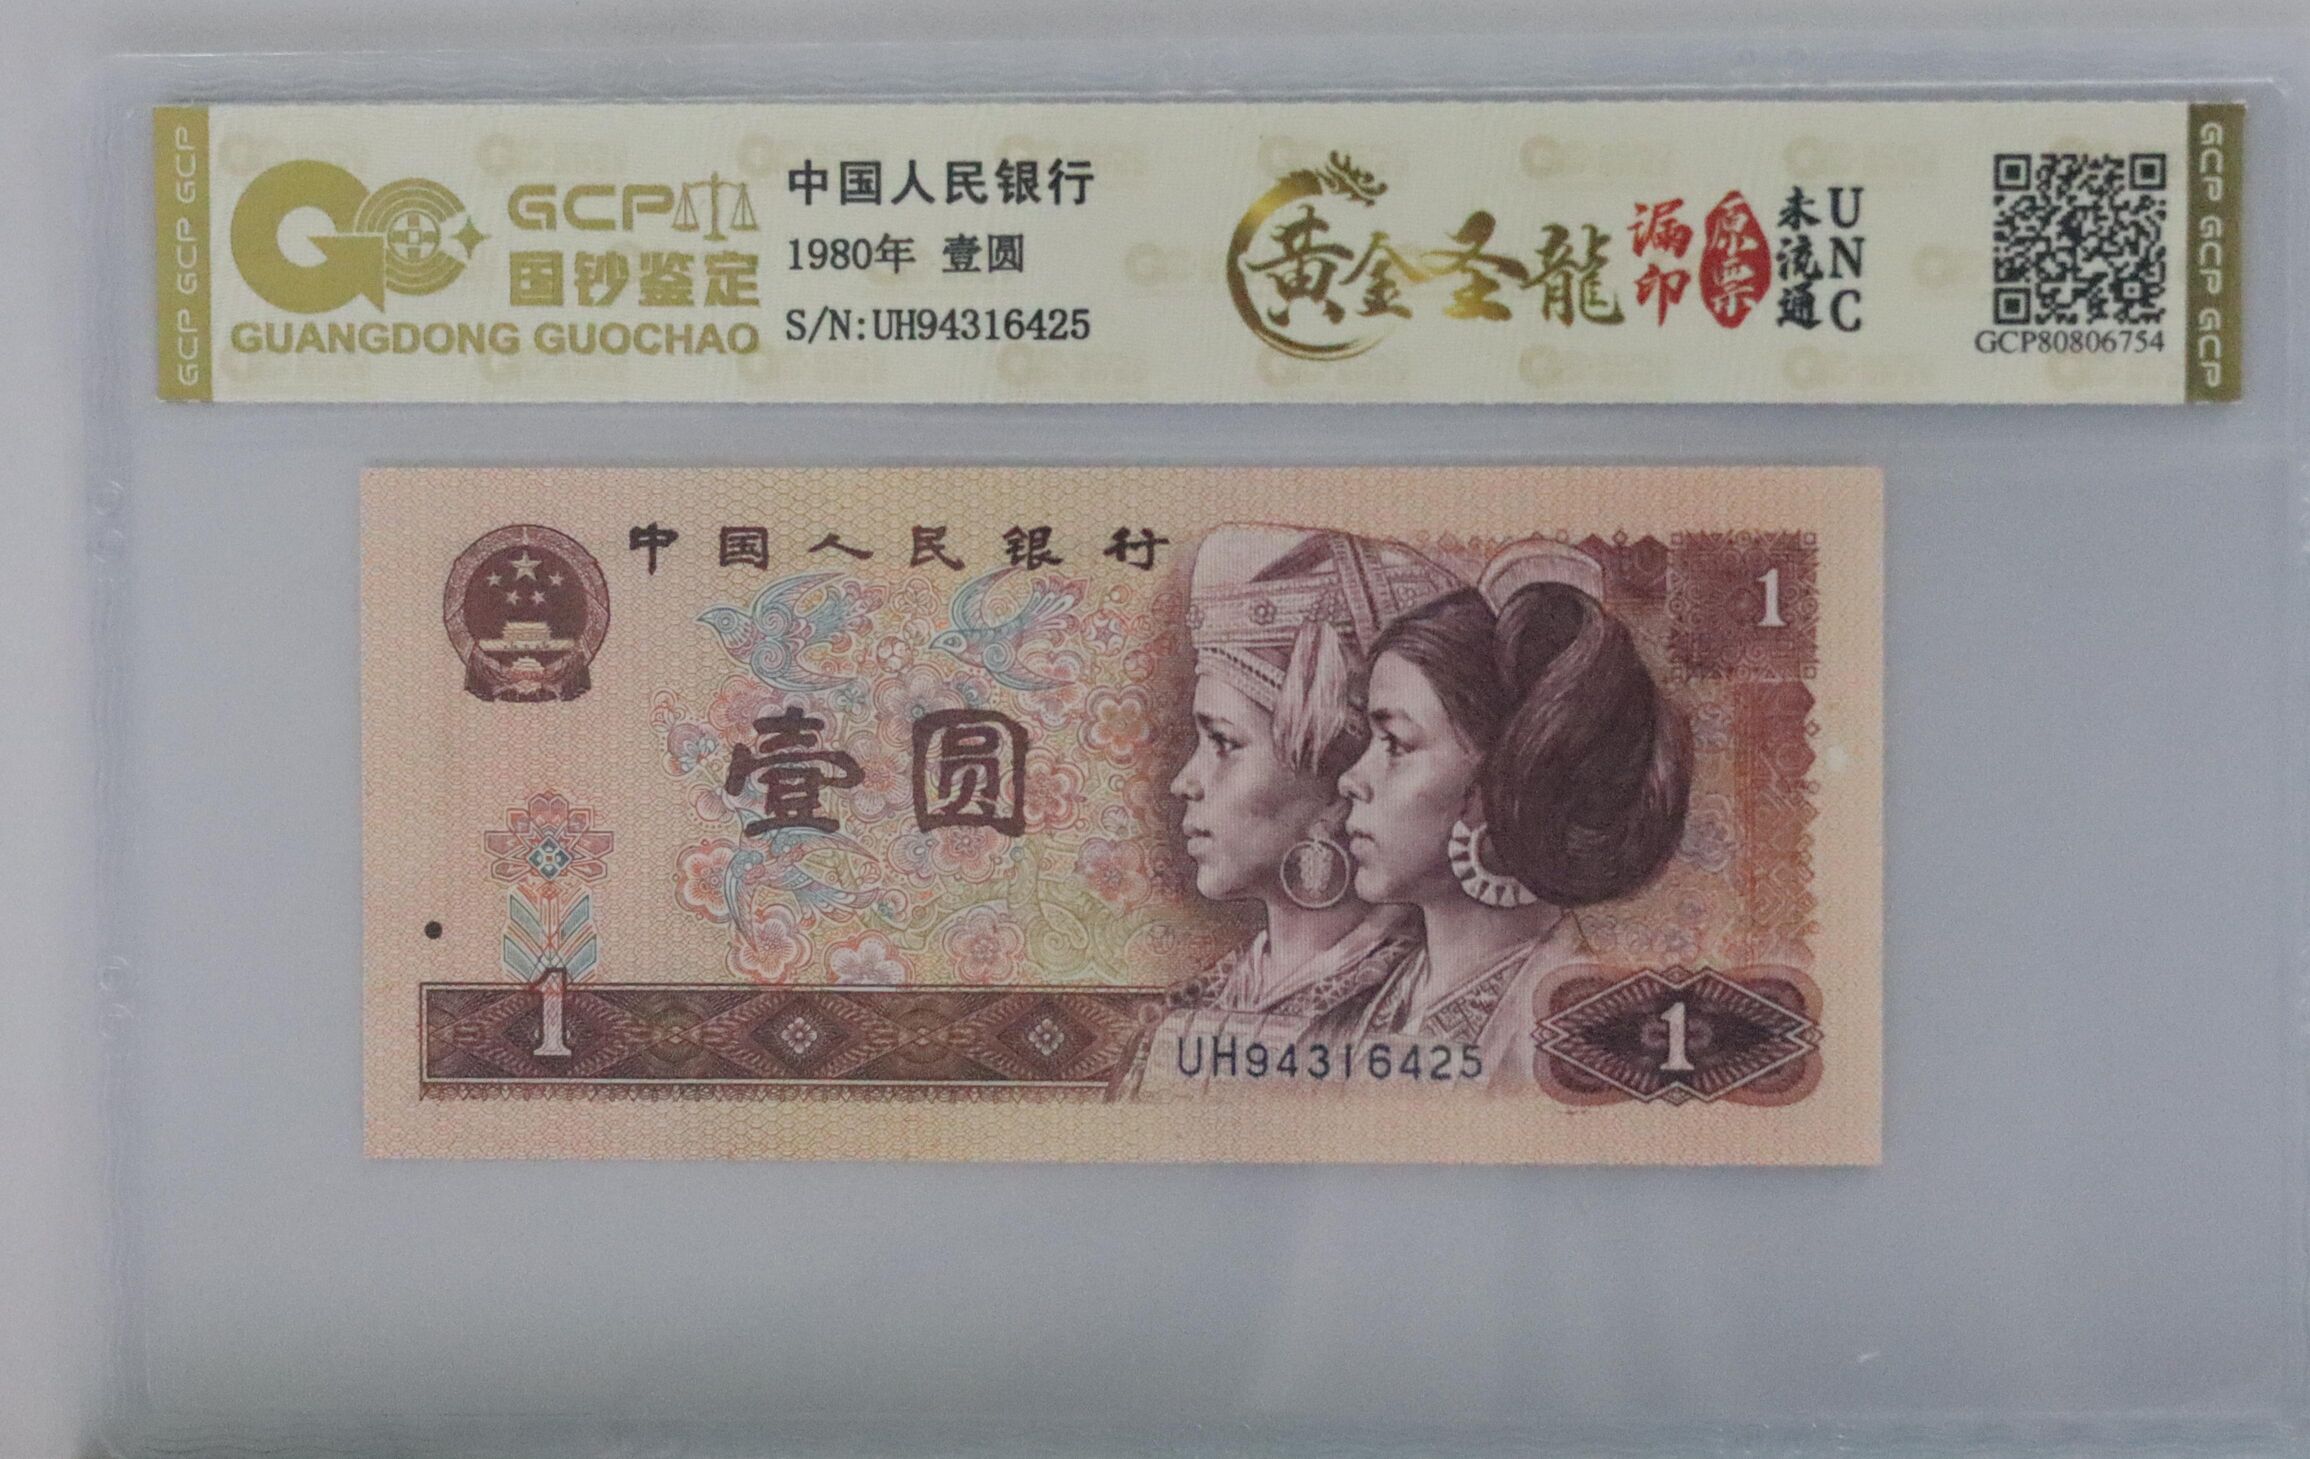 GCP GCP GCP
GCP
国钞鉴定
GUANGDONG GUOCHAO
中国人民银行
1980年 壹圆
S/N:UH94316425
黄金圣龍
漏印
原票
未流通
UNC
GCP80806754
GCP GCP GCP
中国人民银行
1
壹圆
1
UH94316425
1